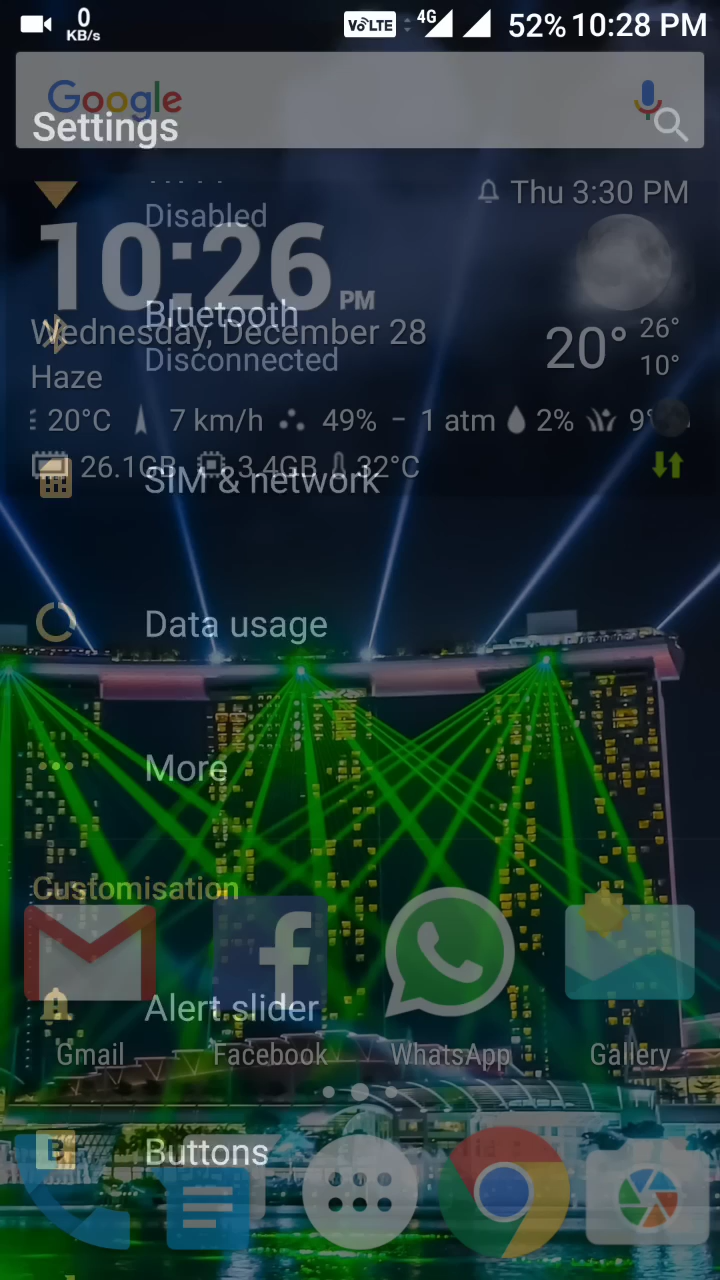 0
KB/s
VoLTE 4G 52% 10:28 PM
Google
Settings
Thu 3:30 PM
Disabled
10:26 PM
Bluetooth
Wednesday, December 28
20° 26°
10°
Disconnected
Haze
20°C 7 km/h 49% 1 atm 2% 9°
26.1GB 3.4GB 32°C
SIM & network
Data usage
More
Customisation
Alert slider
Gmail Facebook WhatsApp Gallery
B Buttons